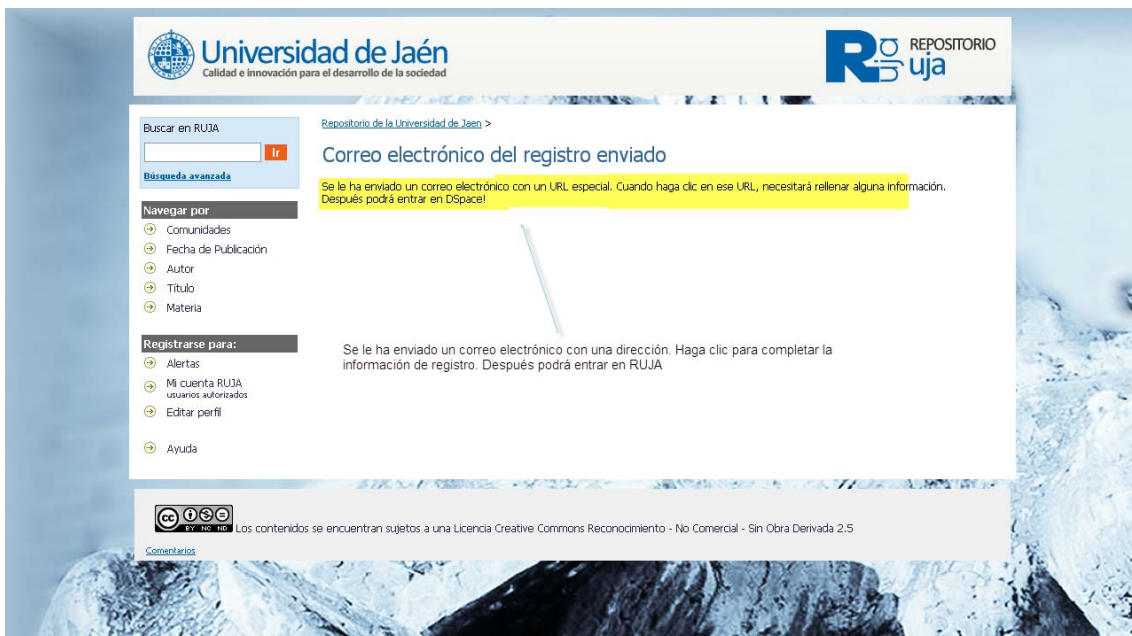 Universidad de Jaén
Calidad e innovación para el desarrollo de la sociedad
Ruja
REPOSITORIO
uja
Buscar en RUJA
Ir
Búsqueda avanzada
Navegar por
Comunidades
Fecha de Publicación
Autor
Título
Materia
Registrarse para:
Alertas
Mi cuenta RUJA
usuarios autorizados
Editar perfil
Ayuda
Repositorio de la Universidad de Jaen >
Correo electrónico del registro enviado
Se le ha enviado un correo electrónico con un URL especial. Cuando haga clic en ese URL, necesitará rellenar alguna información.
Después podrá entrar en DSpace!
Se le ha enviado un correo electrónico con una dirección. Haga clic para completar la
información de registro. Después podrá entrar en RUJA
cc
BY NC ND
Los contenidos se encuentran sujetos a una Licencia Creative Commons Reconocimiento - No Comercial - Sin Obra Derivada 2.5
Comentarios